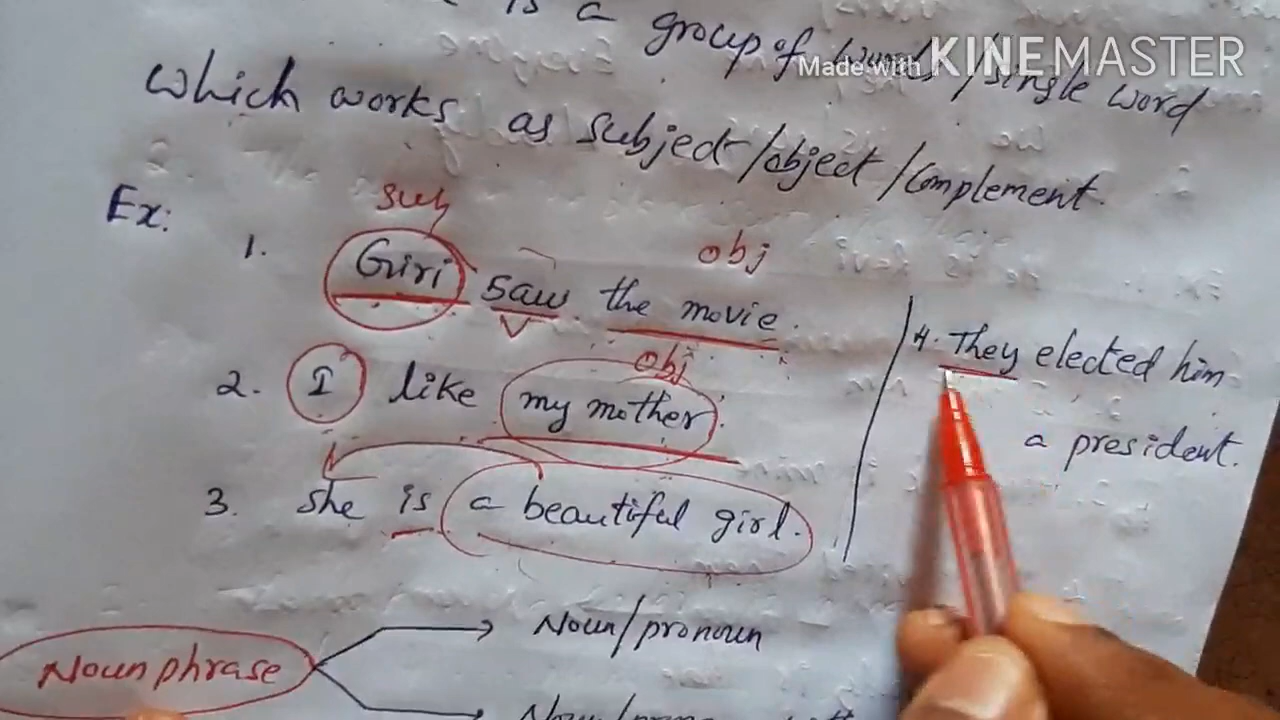 is a group of words/single word
Made with KINEMASTER
which works as subject/object/complement.
Ex:
sub
obj
1. Giri saw the movie.
V
obj
2. I like my mother.
3. she is a beautiful girl.
4. They elected him
a president.
Noun phrase
Noun/pronoun